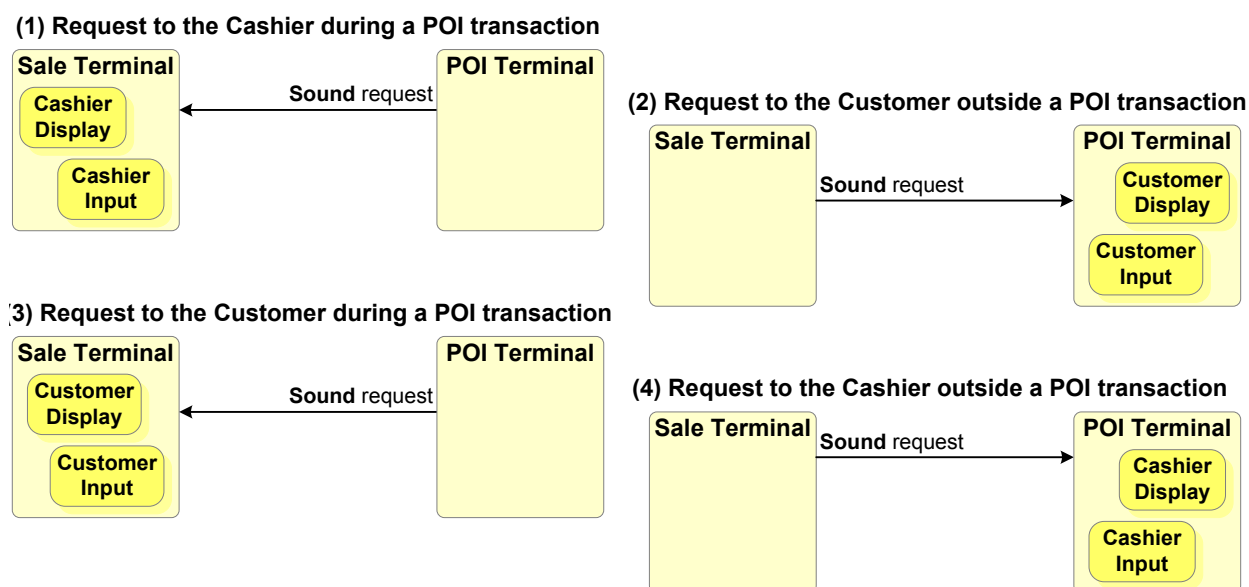 (1) Request to the Cashier during a POI transaction
Sale Terminal
POI Terminal
Cashier
Display
Cashier
Input
Sound request
(2) Request to the Customer outside a POI transaction
Sale Terminal
POI Terminal
Sound request
Customer
Display
Customer
Input
(3) Request to the Customer during a POI transaction
Sale Terminal
POI Terminal
Customer
Display
Customer
Input
Sound request
(4) Request to the Cashier outside a POI transaction
Sale Terminal
POI Terminal
Sound request
Cashier
Display
Cashier
Input